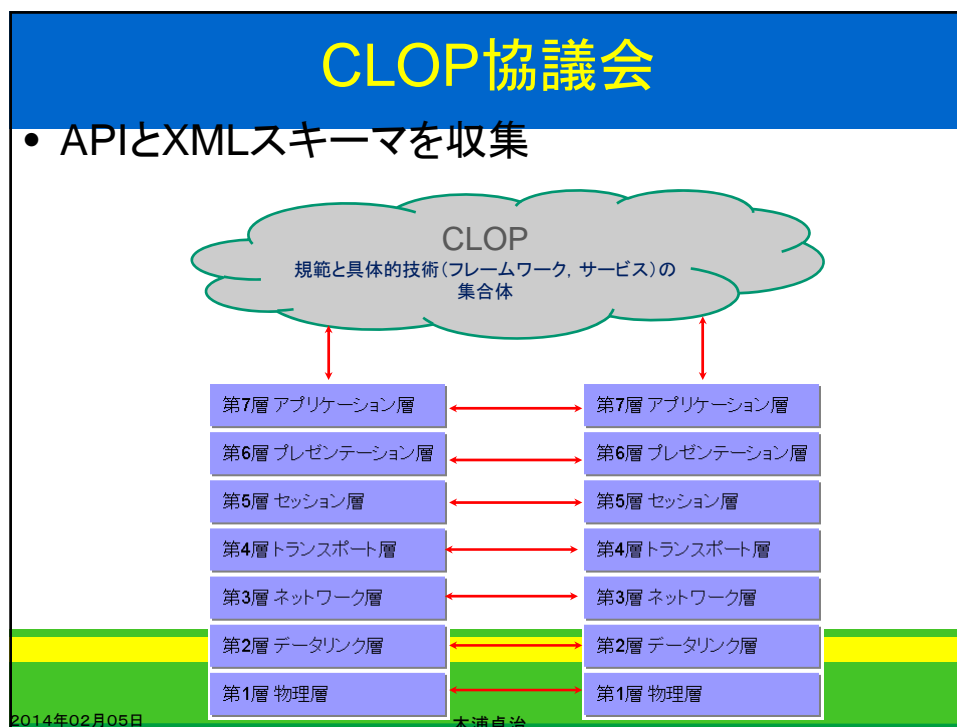 CLOP協議会
• APIとXMLスキーマを収集
CLOP
規範と具体的技術(フレームワーク, サービス)の
集合体
第7層 アプリケーション層
第7層 アプリケーション層
第6層 プレゼンテーション層
第6層 プレゼンテーション層
第5層 セッション層
第5層 セッション層
第4層 トランスポート層
第4層 トランスポート層
第3層 ネットワーク層
第3層 ネットワーク層
第2層 データリンク層
第2層 データリンク層
第1層 物理層
第1層 物理層
2014年02月05日
木浦卓治